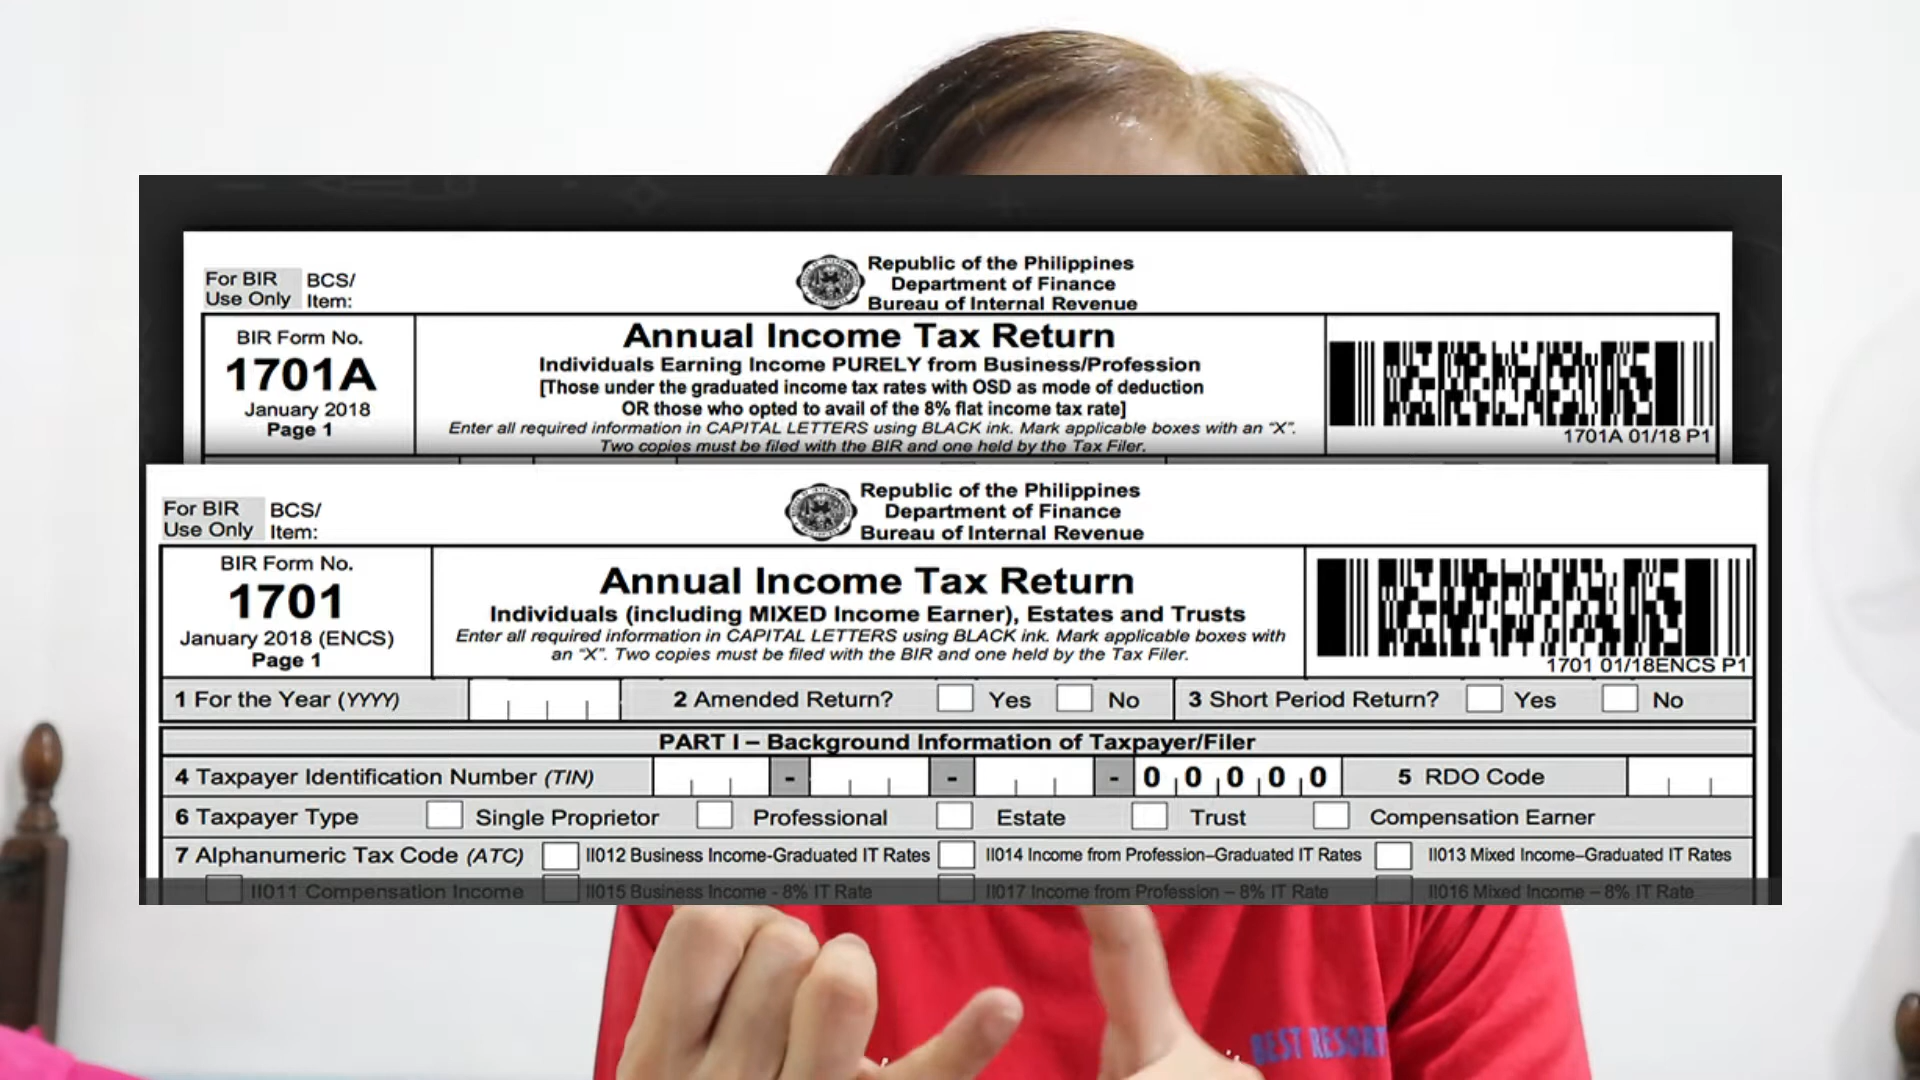 For BIR Use Only
BCS/ Item:
Republic of the Philippines
Department of Finance
Bureau of Internal Revenue
BIR Form No.
1701A
January 2018
Page 1
Annual Income Tax Return
Individuals Earning Income PURELY from Business/Profession
[Those under the graduated income tax rates with OSD as mode of deduction
OR those who opted to avail of the 8% flat income tax rate]
Enter all required information in CAPITAL LETTERS using BLACK ink. Mark applicable boxes with an “X”.
Two copies must be filed with the BIR and one held by the Tax Filer.
1701A 01/18 P1
For BIR Use Only
BCS/ Item:
Republic of the Philippines
Department of Finance
Bureau of Internal Revenue
BIR Form No.
1701
January 2018 (ENCS)
Page 1
Annual Income Tax Return
Individuals (including MIXED Income Earner), Estates and Trusts
Enter all required information in CAPITAL LETTERS using BLACK ink. Mark applicable boxes with
an “X”. Two copies must be filed with the BIR and one held by the Tax Filer.
1701 01/18ENCS P1
1 For the Year (YYYY) 2 Amended Return? Yes No 3 Short Period Return? Yes No
PART I – Background Information of Taxpayer/Filer
4 Taxpayer Identification Number (TIN) - - - 0 0 0 0 0 5 RDO Code
6 Taxpayer Type Single Proprietor Professional Estate Trust Compensation Earner
7 Alphanumeric Tax Code (ATC) II012 Business Income-Graduated IT Rates II014 Income from Profession–Graduated IT Rates II013 Mixed Income–Graduated IT Rates
II011 Compensation Income II015 Business Income - 8% IT Rate II017 Income from Profession – 8% IT Rate II016 Mixed Income – 8% IT Rate
BEST RESORT